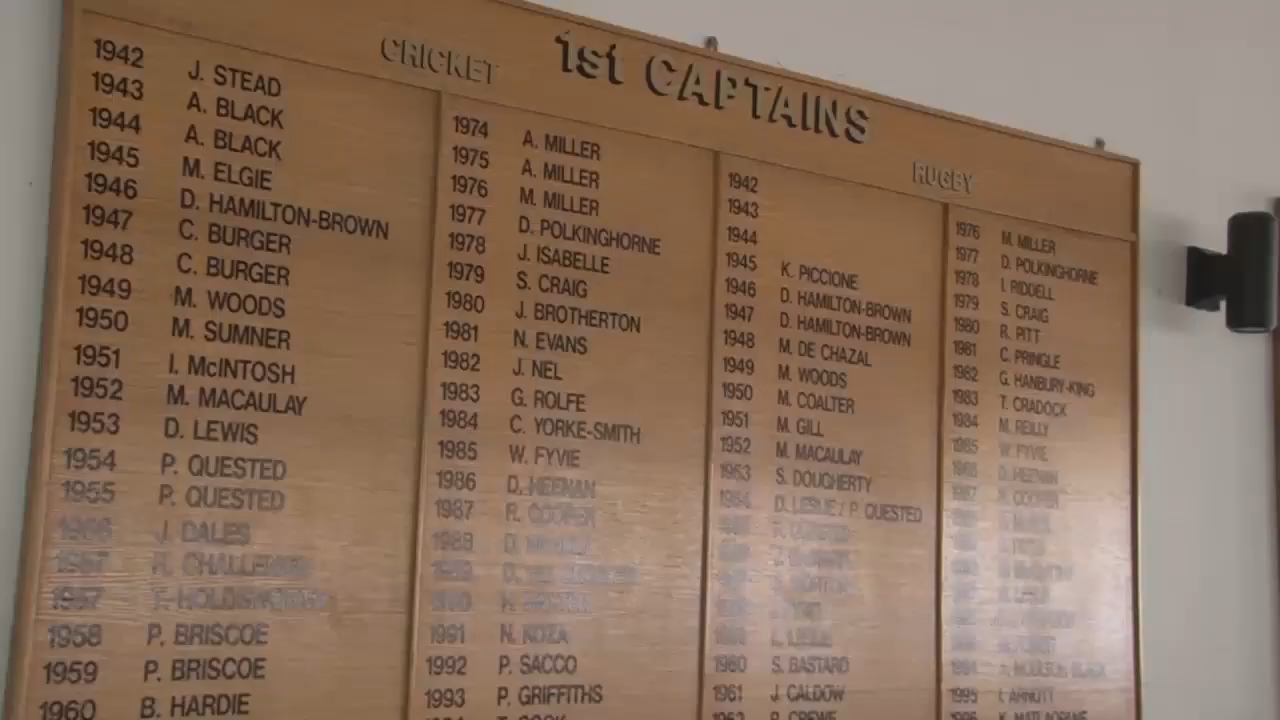 1st CAPTAINS
CRICKET
1942 J. STEAD
1943 A. BLACK
1944 A. BLACK
1945 M. ELGIE
1946 D. HAMILTON-BROWN
1947 C. BURGER
1948 C. BURGER
1949 M. WOODS
1950 M. SUMNER
1951 I. McINTOSH
1952 M. MACAULAY
1953 D. LEWIS
1954 P. QUESTED
1955 P. QUESTED
J. DALES
1958 P. BRISCOE
1959 P. BRISCOE
1960 B. HARDIE
1974 A. MILLER
1975 A. MILLER
1976 M. MILLER
1977 D. POLKINGHORNE
1978 J. ISABELLE
1979 S. CRAIG
1980 J. BROTHERTON
1981 N. EVANS
1982 J. NEL
1983 G. ROLFE
1984 C. YORKE-SMITH
1985 W. FYVIE
1986 D. HEENAN
1987 R. COOPER
1988 D.
1991 N. KOZA
1992 P. SACCO
1993 P. GRIFFITHS
RUGBY
1942
1943
1944
1945 K. PICCIONE
1946 D. HAMILTON-BROWN
1947 D. HAMILTON-BROWN
1948 M. DE CHAZAL
1949 M. WOODS
1950 M. COALTER
1951 M. GILL
1952 M. MACAULAY
1953 S. DOUGHERTY
1954 D. LESLIE / P. QUESTED
1960 S. BASTARD
1961 J. CALDOW
1976 M. MILLER
1977 D. POLKINGHORNE
1978 I. RIDDELL
1979 S. CRAIG
1980 R. PITT
1981 C. PRINGLE
1982 G. HANBURY-KING
1983 T. CRADOCK
1984 M. REILLY
1985 W. FYVIE
D. HEENAN
R. COOPER
1995 I. ARNOTT